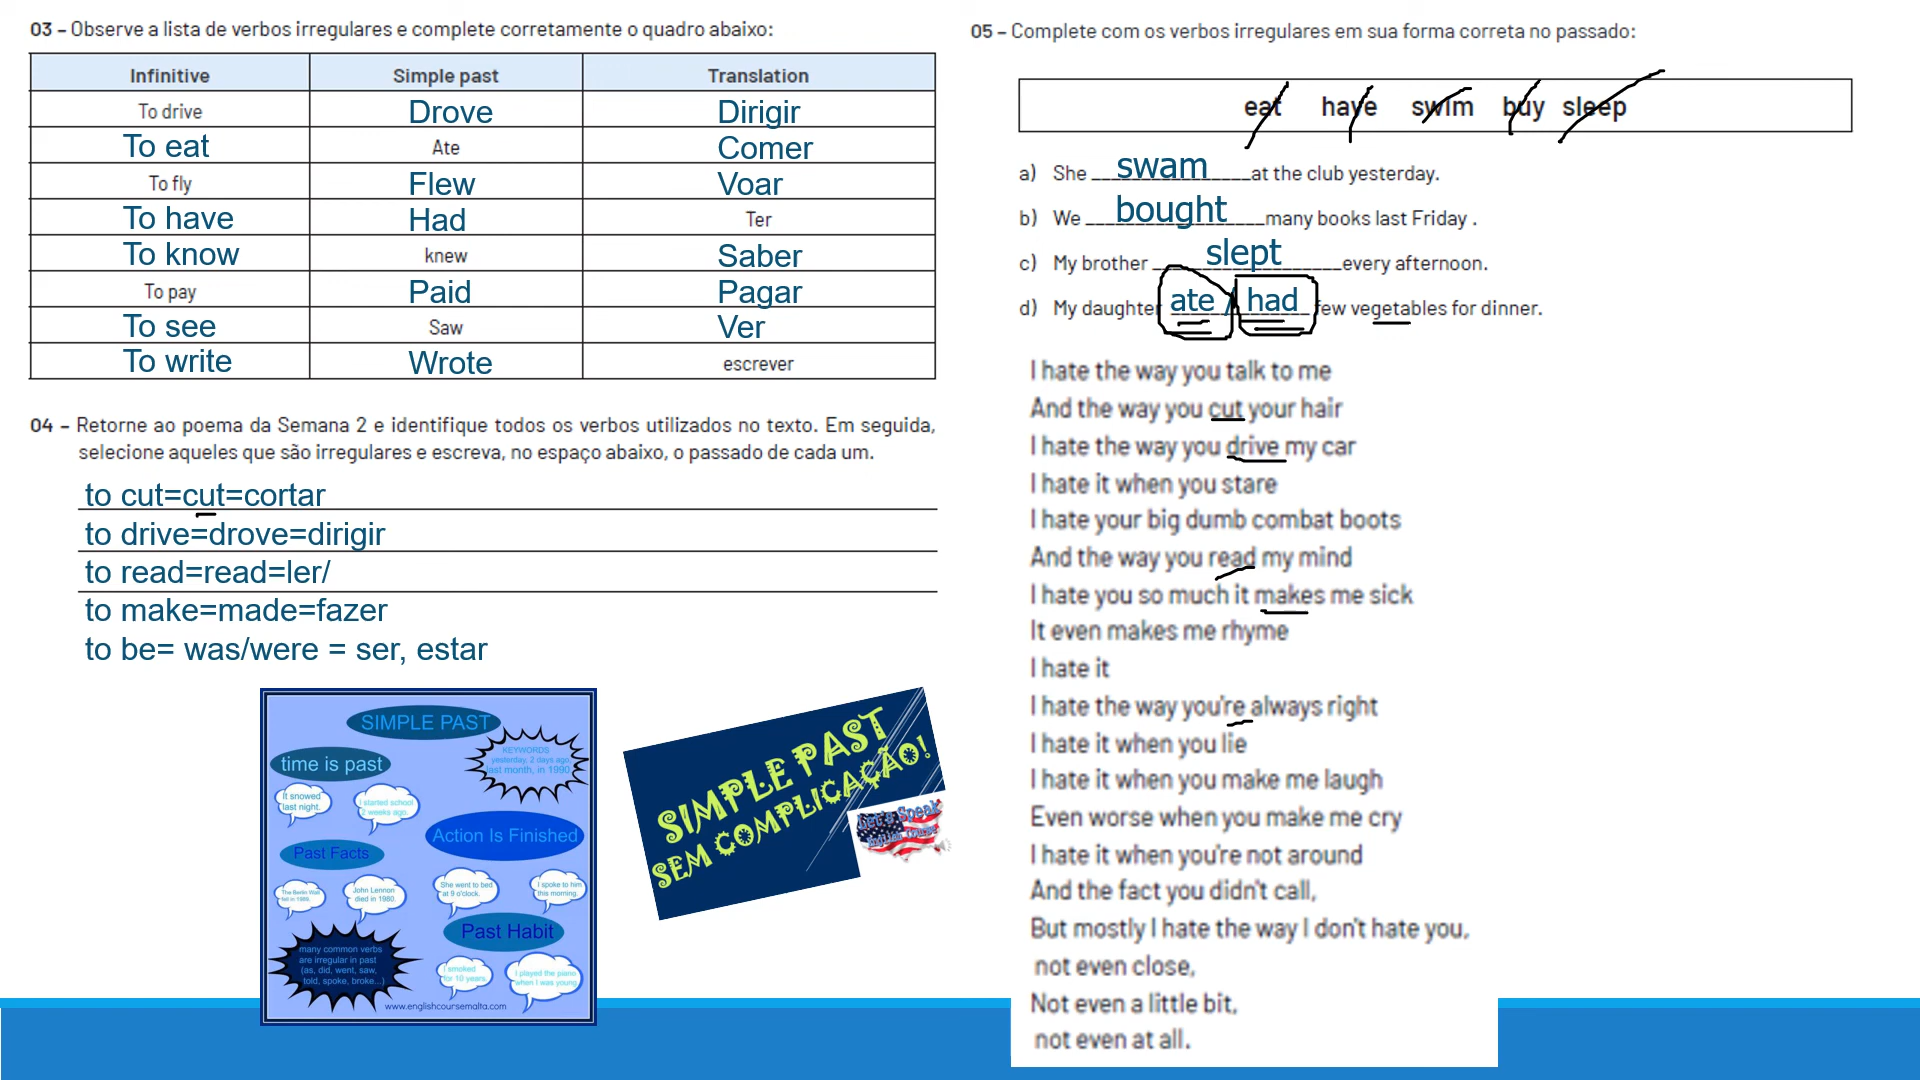 03 – Observe a lista de verbos irregulares e complete corretamente o quadro abaixo:
Infinitive Simple past Translation
To drive Drove Dirigir
To eat Ate Comer
To fly Flew Voar
To have Had Ter
To know knew Saber
To pay Paid Pagar
To see Saw Ver
To write Wrote escrever
04 – Retorne ao poema da Semana 2 e identifique todos os verbos utilizados no texto. Em seguida,
selecione aqueles que são irregulares e escreva, no espaço abaixo, o passado de cada um.
to cut=cut=cortar
to drive=drove=dirigir
to read=read=ler/
to make=made=fazer
to be= was/were = ser, estar
SIMPLE PAST
KEYWORDS
yesterday, 2 days ago,
last month, in 1990
time is past
It snowed
last night.
I started school
2 weeks ago.
Action Is Finished
Past Facts
The Berlin Wall
fell in 1989.
John Lennon
died in 1980.
She went to bed
at 9 o'clock.
I spoke to him
this morning.
Past Habit
many common verbs
are irregular in past
(as, did, went, saw,
told, spoke, broke...)
I smoked
for 10 years.
I played the piano
when I was young
www.englishcoursemalta.com
SIMPLE PAST
SEM COMPLICAÇÃO!
Let's Speak
English Course
05 – Complete com os verbos irregulares em sua forma correta no passado:
eat have swim buy sleep
a) She swam at the club yesterday.
b) We bought many books last Friday .
c) My brother slept every afternoon.
d) My daughter ate / had few vegetables for dinner.
I hate the way you talk to me
And the way you cut your hair
I hate the way you drive my car
I hate it when you stare
I hate your big dumb combat boots
And the way you read my mind
I hate you so much it makes me sick
It even makes me rhyme
I hate it
I hate the way you're always right
I hate it when you lie
I hate it when you make me laugh
Even worse when you make me cry
I hate it when you're not around
And the fact you didn't call,
But mostly I hate the way I don't hate you,
not even close,
Not even a little bit,
not even at all.